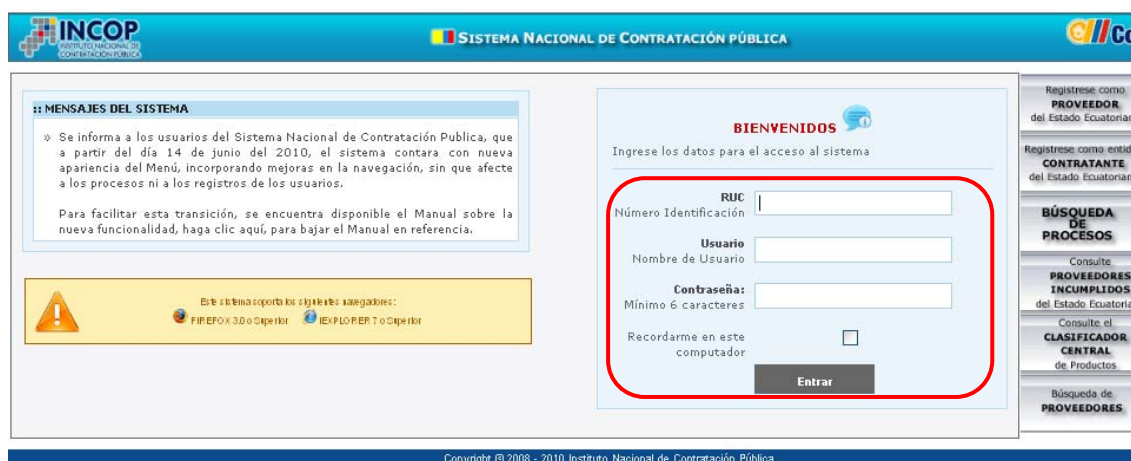 INCOP
INSTITUTO NACIONAL DE
CONTRATACIÓN PÚBLICA
SISTEMA NACIONAL DE CONTRATACIÓN PÚBLICA
:: MENSAJES DEL SISTEMA
» Se informa a los usuarios del Sistema Nacional de Contratación Publica, que
a partir del día 14 de junio del 2010, el sistema contara con nueva
apariencia del Menú, incorporando mejoras en la navegación, sin que afecte
a los procesos ni a los registros de los usuarios.
Para facilitar esta transición, se encuentra disponible el Manual sobre la
nueva funcionalidad, haga clic aquí, para bajar el Manual en referencia.
Este sistema soporta los siguientes navegadores:
FIREFOX 3.0 o Superior IEXPLORER 7 o Superior
BIENVENIDOS
Ingrese los datos para el acceso al sistema
RUC
Número Identificación
Usuario
Nombre de Usuario
Contraseña:
Mínimo 6 caracteres
Recordarme en este
computador
Entrar
Registrese como
PROVEEDOR
del Estado Ecuatorian
Registrese como entid
CONTRATANTE
del Estado Ecuatorian
BÚSQUEDA
DE
PROCESOS
Consulte
PROVEEDORES
INCUMPLIDOS
del Estado Ecuatoria
Consulte el
CLASIFICADOR
CENTRAL
de Productos
Búsqueda de
PROVEEDORES
Copyright © 2008 - 2010 Instituto Nacional de Contratación Pública